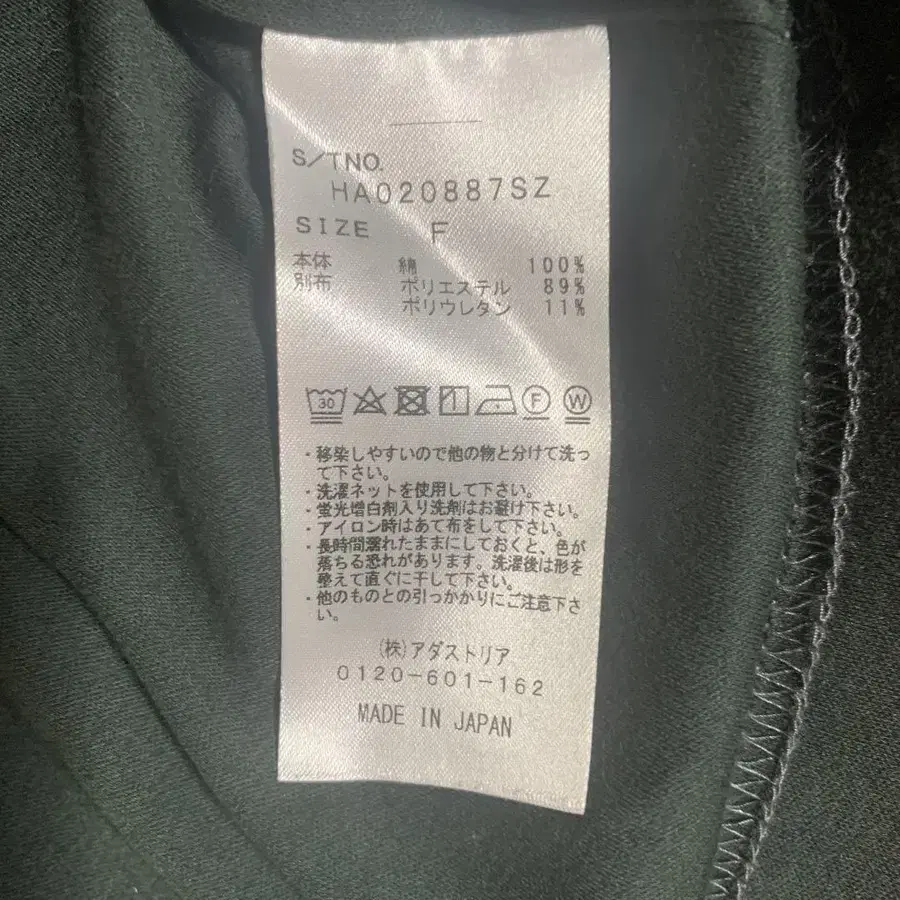 S/TNO.
HA020887SZ
SIZE F
本体 綿 100%
別布 ポリエステル 89%
ポリウレタン 11%
30 F W
・移染しやすいので他の物と分けて洗っ
て下さい。
・洗濯ネットを使用して下さい。
・蛍光増白剤入り洗剤はお避け下さい。
・アイロン時はあて布をして下さい。
・長時間濡れたままにしておくと、色が
落ちる恐れがあります。洗濯後は形を
整えて直ぐに干して下さい。
・他のものとの引っかかりにご注意下さ
い。
(株)アダストリア
0120-601-162
MADE IN JAPAN